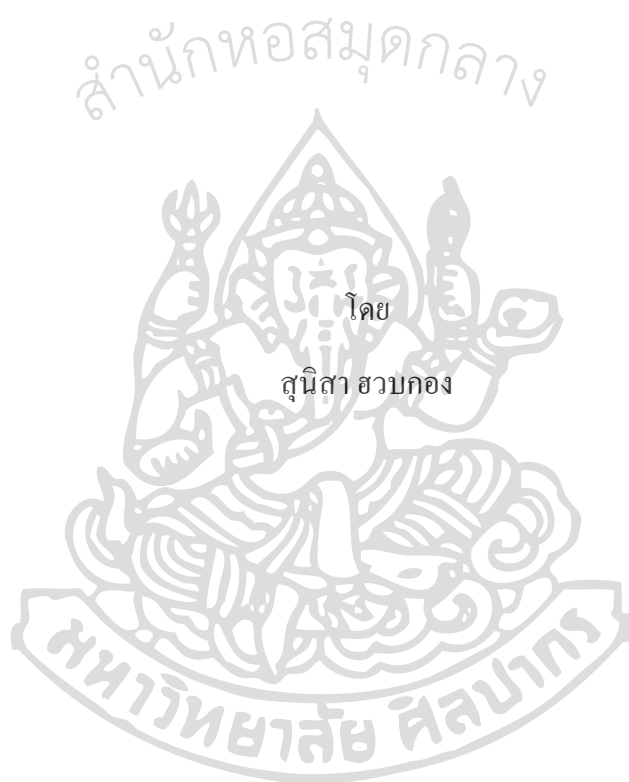 สำนักหอสมุดกลาง
โดย
สุนิสา ฮวบกอง
มหาวิทยาลัย ศิลปากร